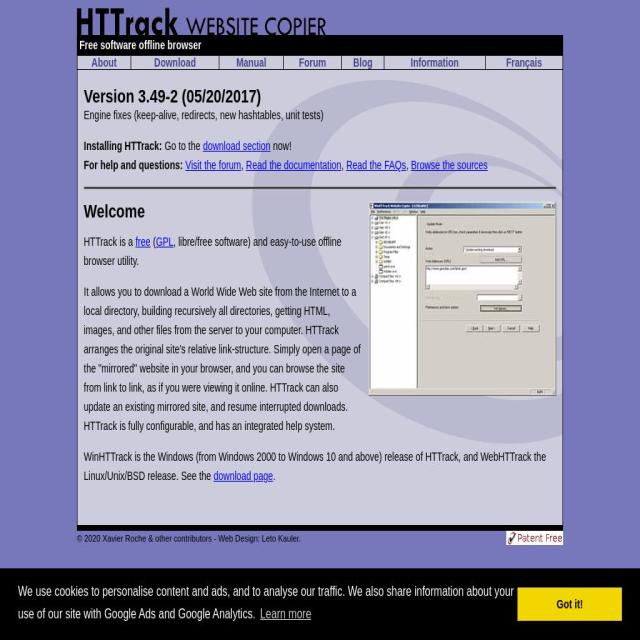 HTTrack WEBSITE COPIER
Free software offline browser
About Download Manual Forum Blog Information Français
Version 3.49-2 (05/20/2017)
Engine fixes (keep-alive, redirects, new hashtables, unit tests)
Installing HTTrack: Go to the download section now!
For help and questions: Visit the forum, Read the documentation, Read the FAQs, Browse the sources
Welcome
HTTrack is a free (GPL, libre/free software) and easy-to-use offline
browser utility.
It allows you to download a World Wide Web site from the Internet to a
local directory, building recursively all directories, getting HTML,
images, and other files from the server to your computer. HTTrack
arranges the original site's relative link-structure. Simply open a page of
the "mirrored" website in your browser, and you can browse the site
from link to link, as if you were viewing it online. HTTrack can also
update an existing mirrored site, and resume interrupted downloads.
HTTrack is fully configurable, and has an integrated help system.
WinHTTrack is the Windows (from Windows 2000 to Windows 10 and above) release of HTTrack, and WebHTTrack the
Linux/Unix/BSD release. See the download page.
© 2020 Xavier Roche & other contributors - Web Design: Leto Kauler.
Patent Free
We use cookies to personalise content and ads, and to analyse our traffic. We also share information about your
use of our site with Google Ads and Google Analytics. Learn more
Got it!